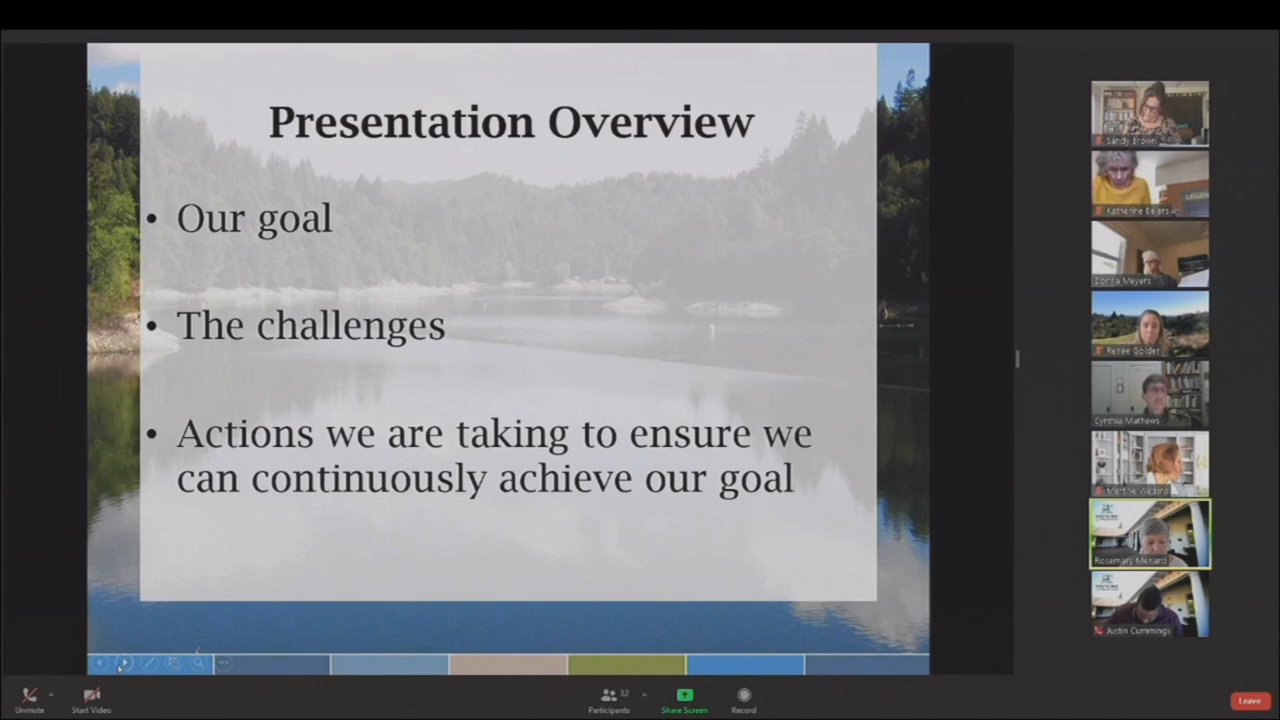 Presentation Overview
• Our goal
• The challenges
• Actions we are taking to ensure we
can continuously achieve our goal
Sandy Brown
Katherine Beiers
LEGEN
Donna Meyers
Renee Golder
Cynthia Mathews
Martine Watkins
Rosemary Menard
Justin Cummings
Unmute
Start Video
Participants
32
Share Screen
Record
Leave